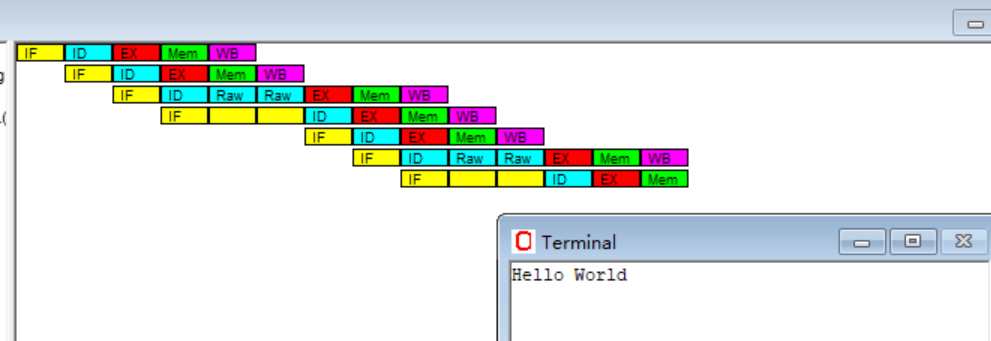 IF ID EX Mem WB
IF ID EX Mem WB
IF ID Raw Raw EX Mem WB
IF ID EX Mem WB
IF ID EX Mem WB
IF ID Raw Raw EX Mem WB
IF ID EX Mem
Terminal
Hello World